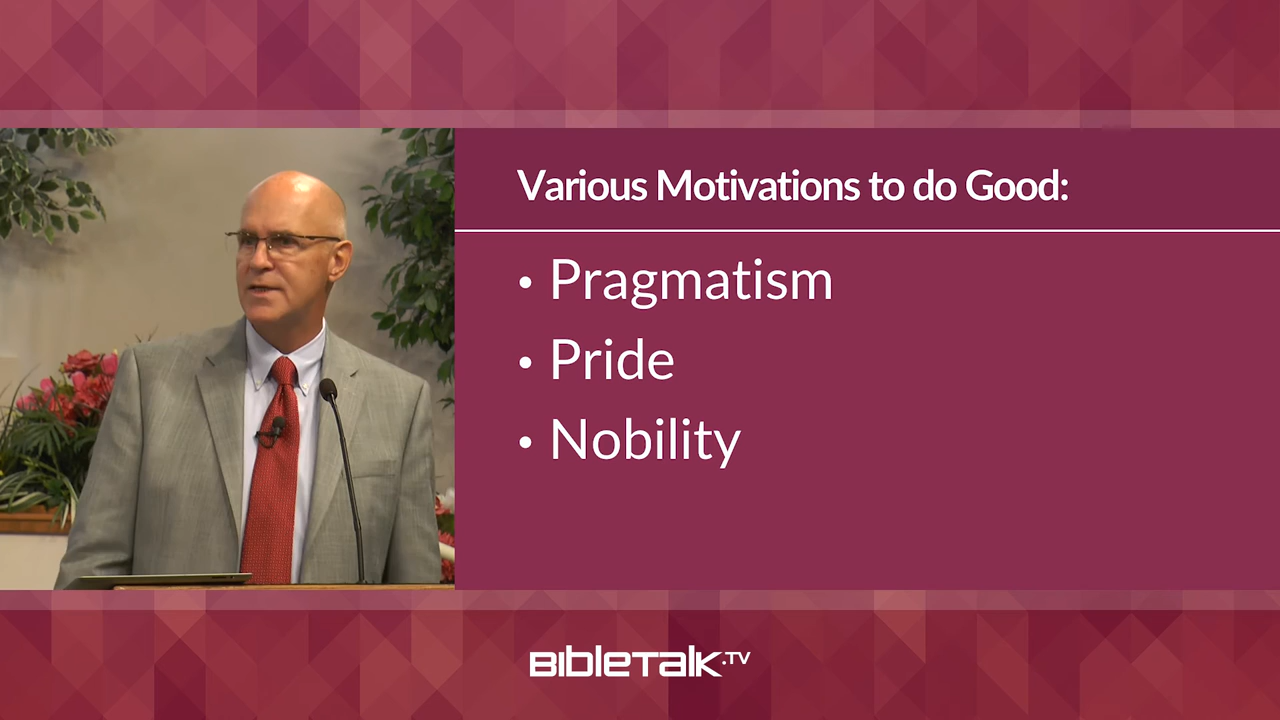 Various Motivations to do Good:
• Pragmatism
• Pride
• Nobility
BibleTalk.TV